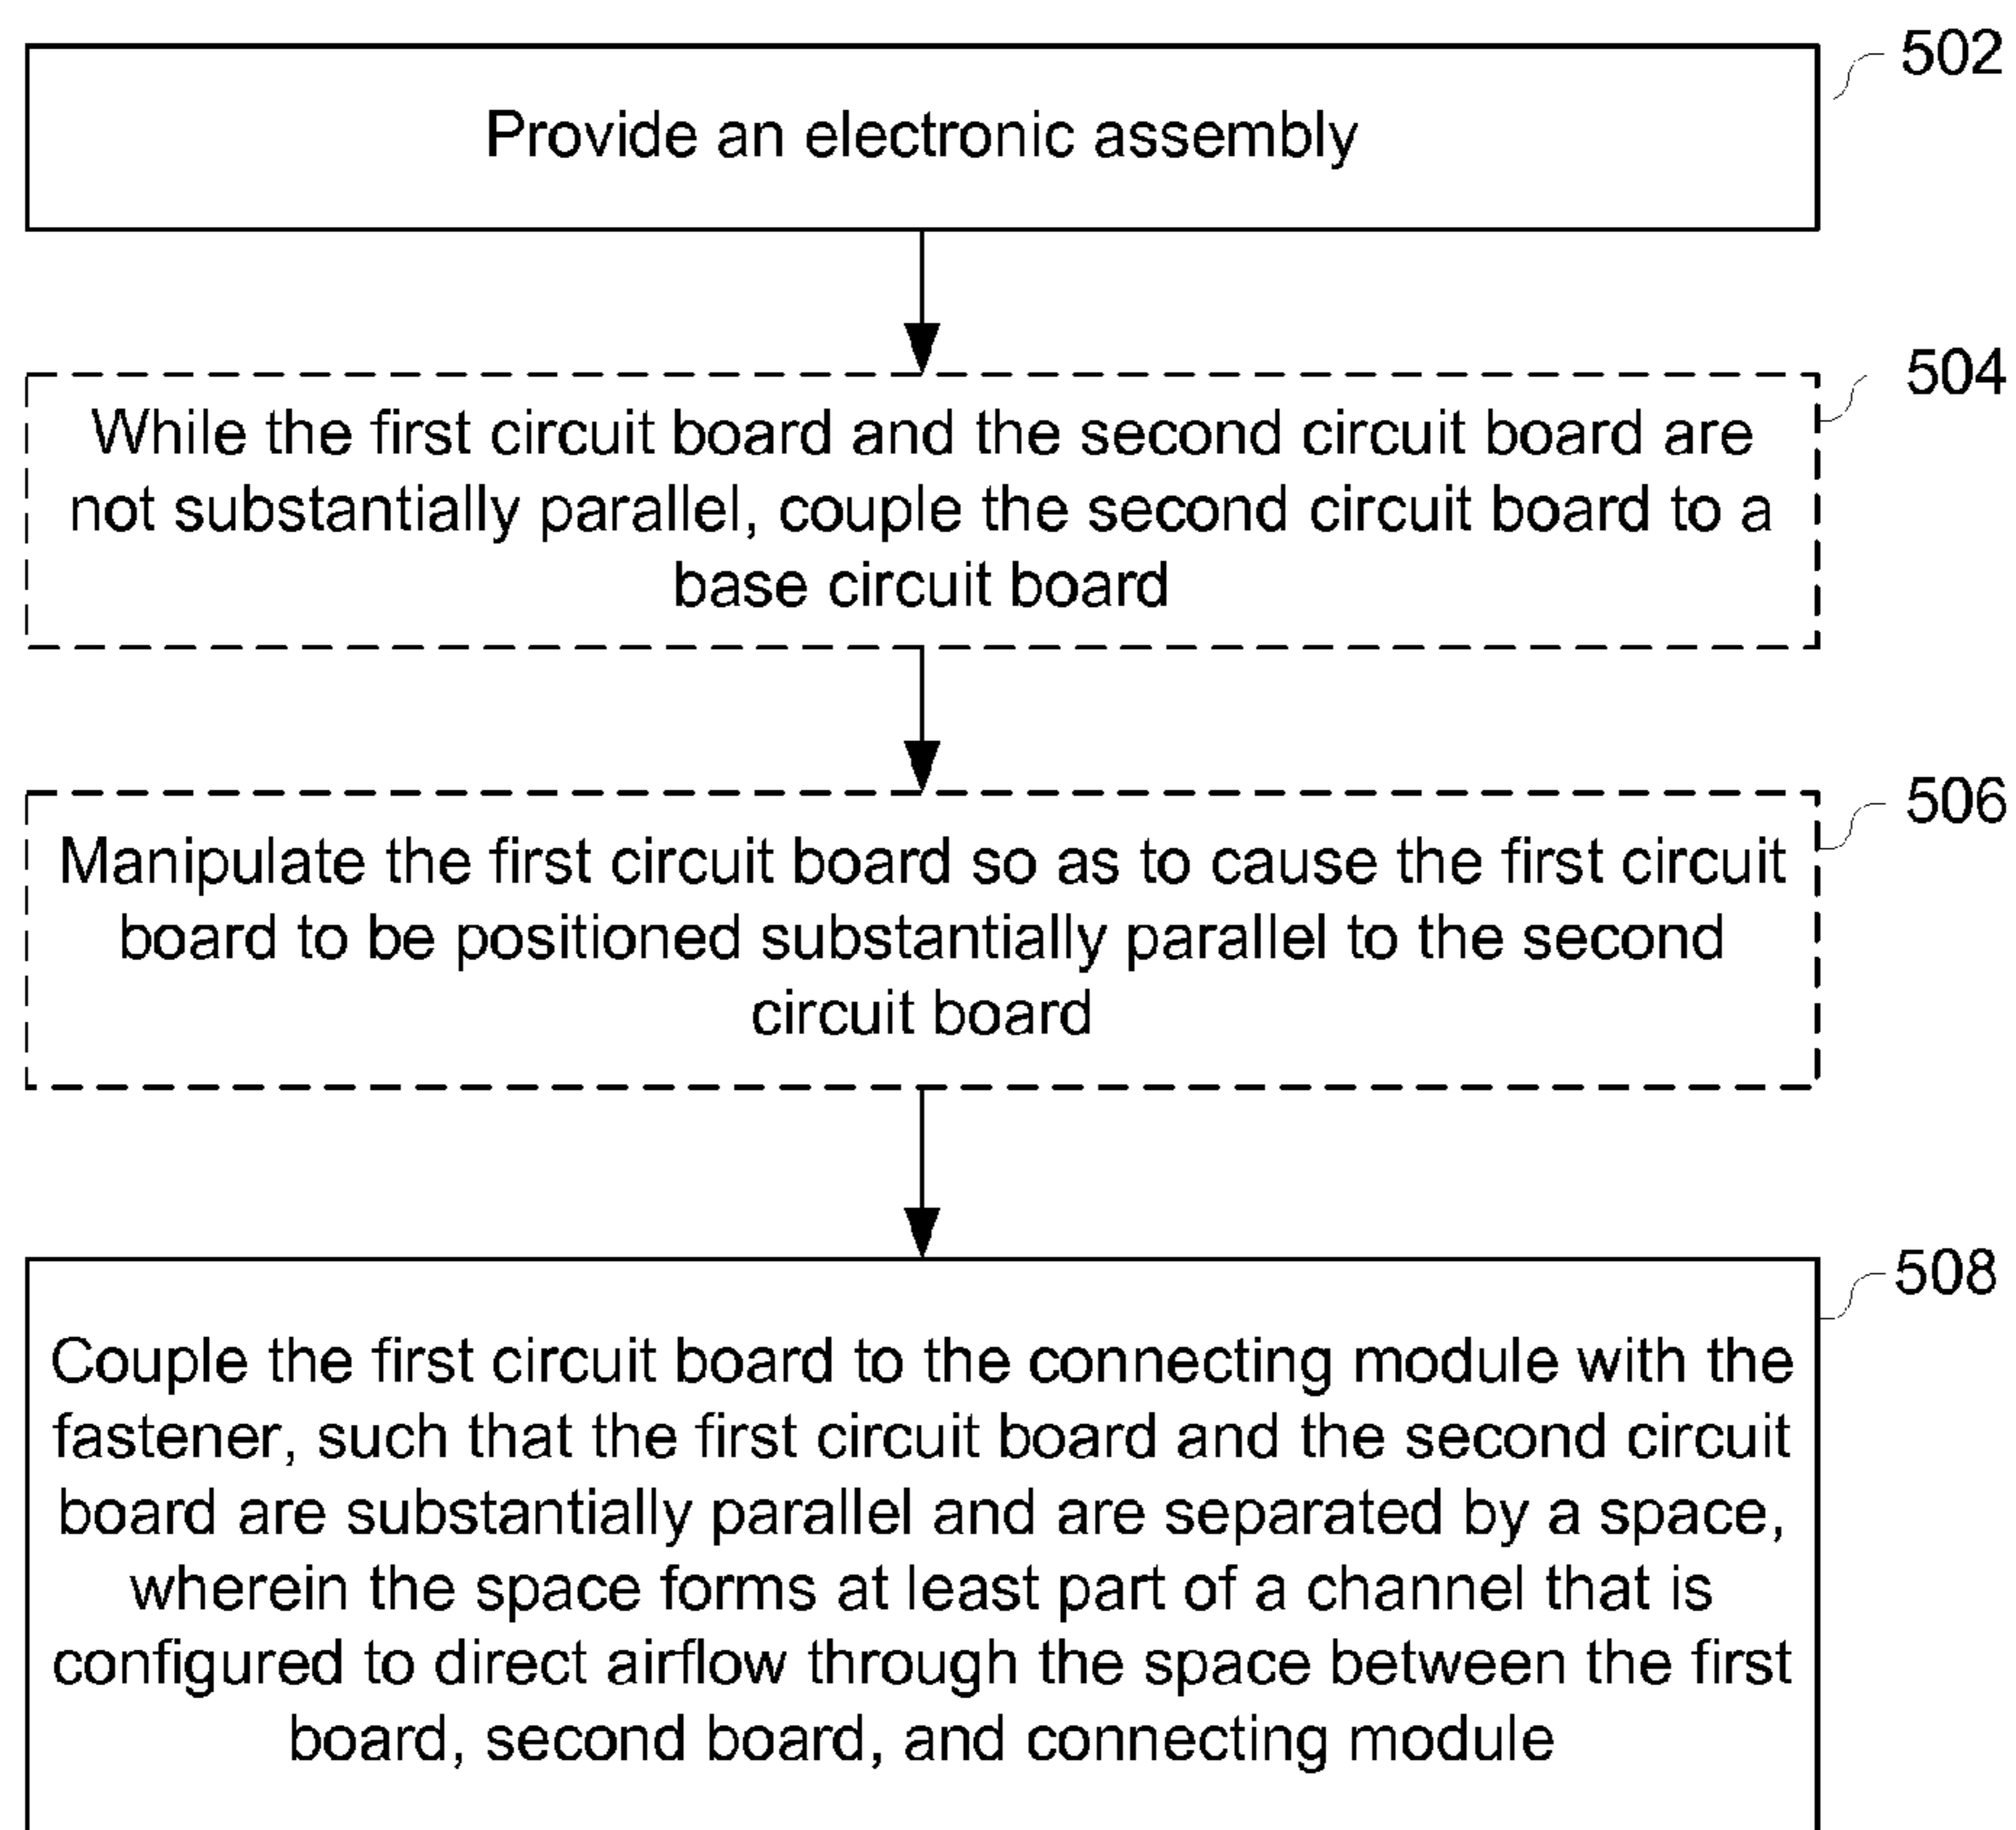 502
Provide an electronic assembly
504
While the first circuit board and the second circuit board are
not substantially parallel, couple the second circuit board to a
base circuit board
506
Manipulate the first circuit board so as to cause the first circuit
board to be positioned substantially parallel to the second
circuit board
508
Couple the first circuit board to the connecting module with the
fastener, such that the first circuit board and the second circuit
board are substantially parallel and are separated by a space,
wherein the space forms at least part of a channel that is
configured to direct airflow through the space between the first
board, second board, and connecting module